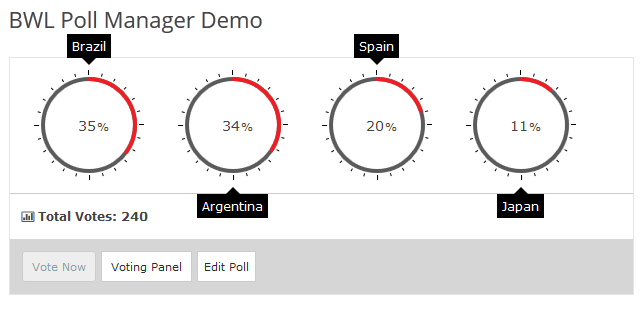 BWL Poll Manager Demo
Brazil
Spain
35%
34%
20%
11%
Argentina
Japan
Total Votes: 240
Vote Now
Voting Panel
Edit Poll